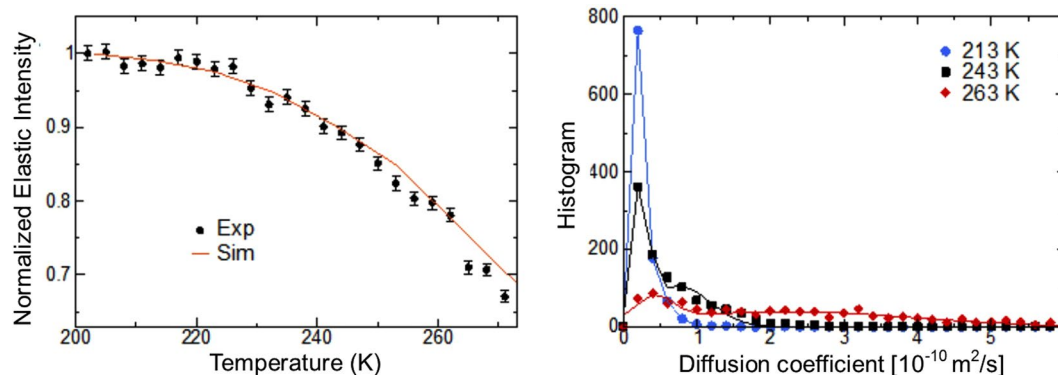 Normalized Elastic Intensity
1
0.9
0.8
0.7
Exp
Sim
200
220
240
260
Temperature (K)
Histogram
800
600
400
200
0
213 K
243 K
263 K
0
1
2
3
4
5
Diffusion coefficient [10⁻¹⁰ m²/s]